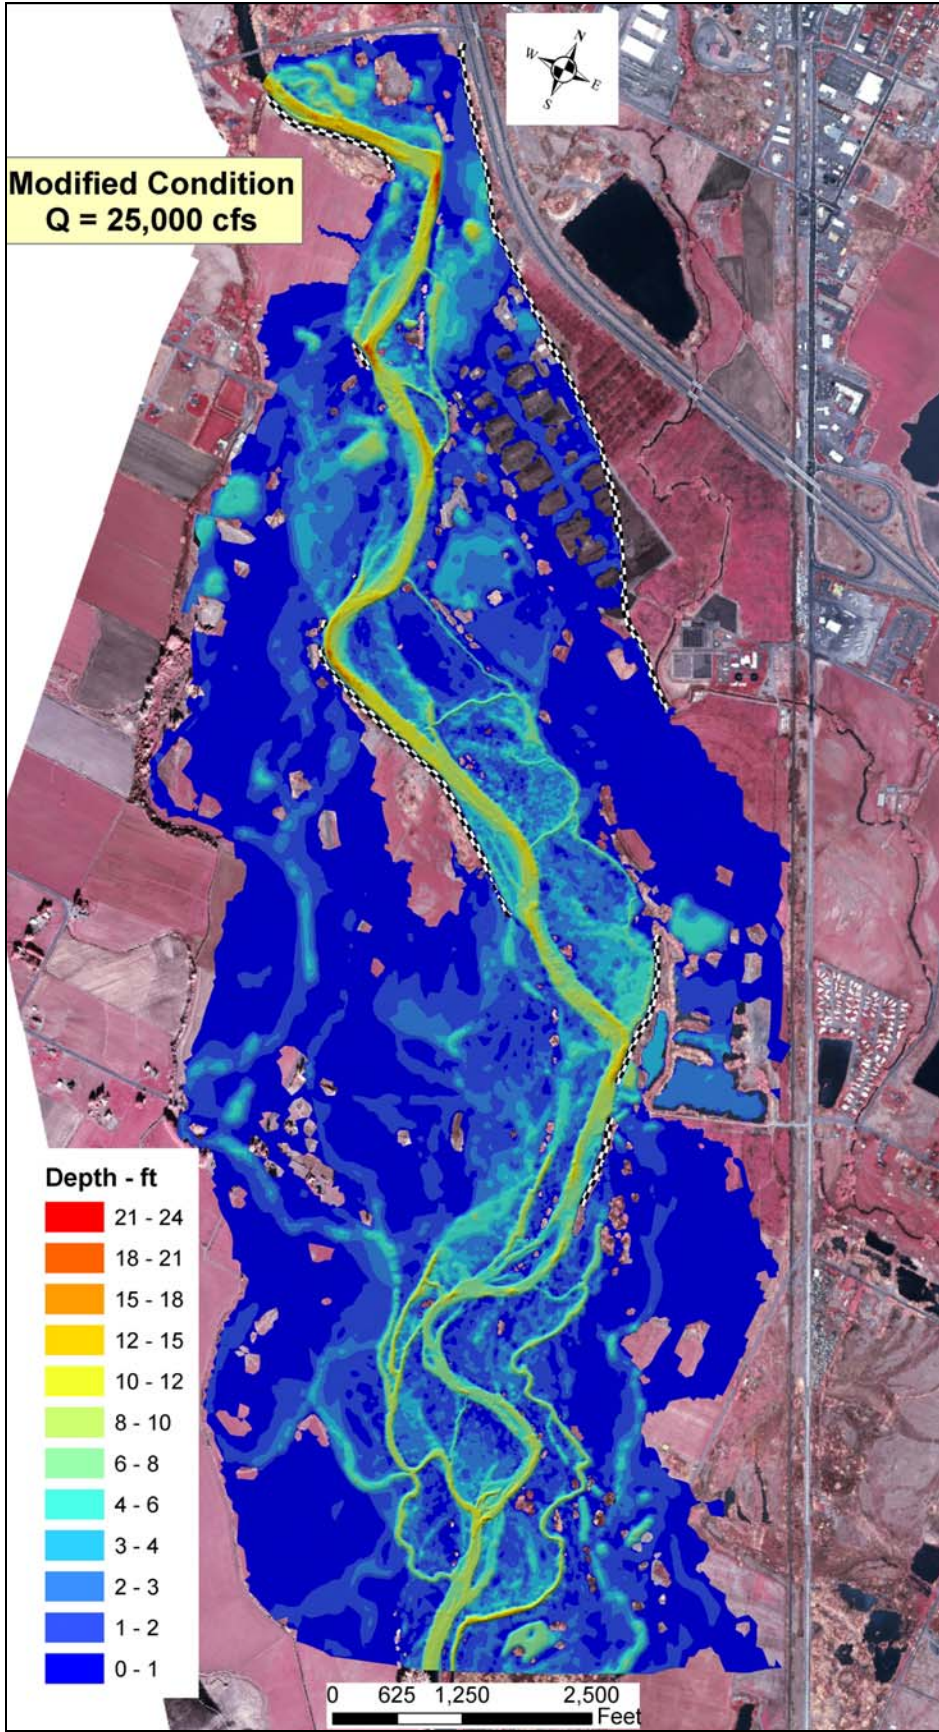 N
W
E
S
Modified Condition
Q = 25,000 cfs
Depth - ft
21 - 24
18 - 21
15 - 18
12 - 15
10 - 12
8 - 10
6 - 8
4 - 6
3 - 4
2 - 3
1 - 2
0 - 1
0 625 1,250 2,500
Feet